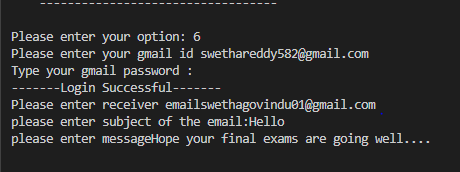 -----------------------------------
Please enter your option: 6
Please enter your gmail id swethareddy582@gmail.com
Type your gmail password :
-------Login Successful-------
Please enter receiver emailswethagovindu01@gmail.com
please enter subject of the email:Hello
please enter messageHope your final exams are going well....